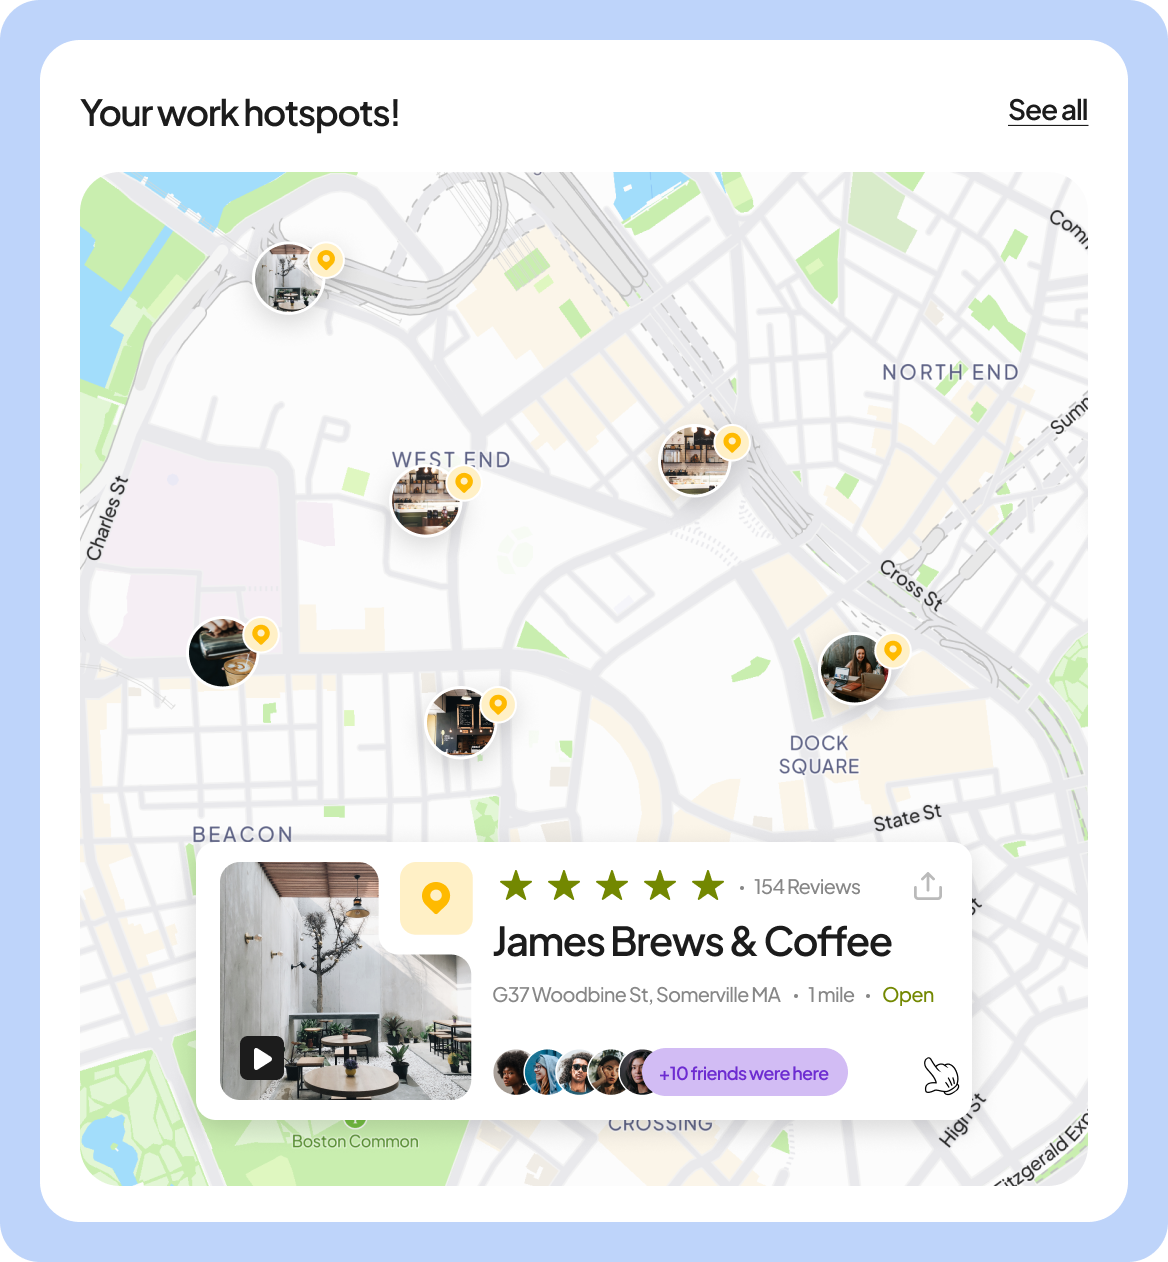 Your work hotspots!
See all
Comm
NORTH END
Sumn
WEST END
Charles St
Cross St
DOCK
SQUARE
State St
BEACON
154 Reviews
St
James Brews & Coffee
G37 Woodbine St, Somerville MA • 1 mile • Open
+10 friends were here
High St
CROSSING
Boston Common
Fitzgerald Exp